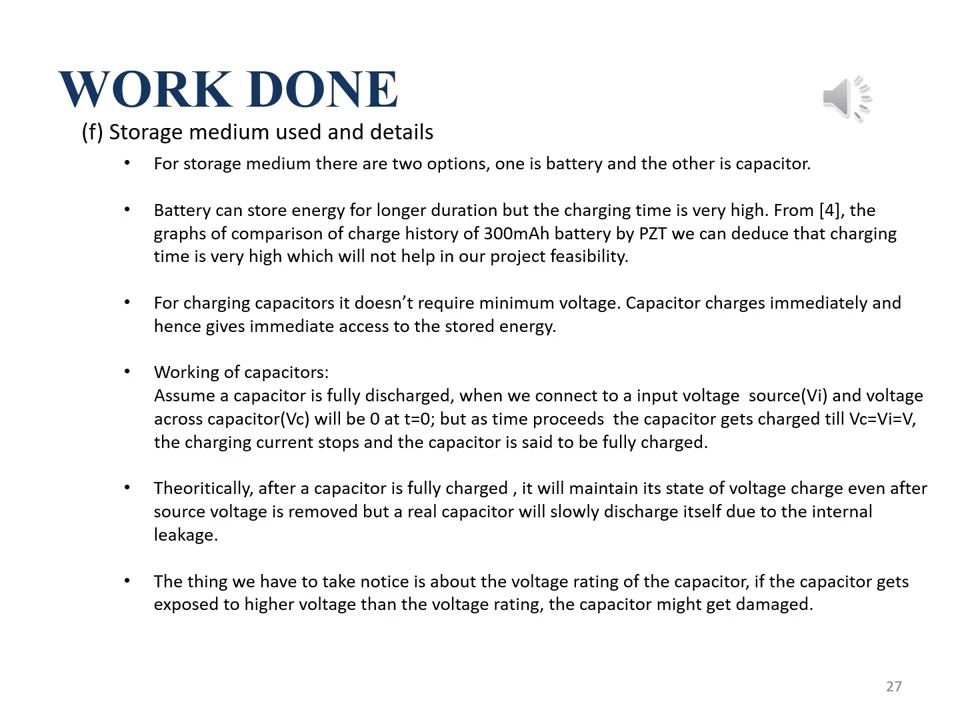 WORK DONE
(f) Storage medium used and details
• For storage medium there are two options, one is battery and the other is capacitor.
• Battery can store energy for longer duration but the charging time is very high. From [4], the
graphs of comparison of charge history of 300mAh battery by PZT we can deduce that charging
time is very high which will not help in our project feasibility.
• For charging capacitors it doesn’t require minimum voltage. Capacitor charges immediately and
hence gives immediate access to the stored energy.
• Working of capacitors:
Assume a capacitor is fully discharged, when we connect to a input voltage  source(Vi) and voltage
across capacitor(Vc) will be 0 at t=0; but as time proceeds  the capacitor gets charged till Vc=Vi=V,
the charging current stops and the capacitor is said to be fully charged.
• Theoritically, after a capacitor is fully charged , it will maintain its state of voltage charge even after
source voltage is removed but a real capacitor will slowly discharge itself due to the internal
leakage.
• The thing we have to take notice is about the voltage rating of the capacitor, if the capacitor gets
exposed to higher voltage than the voltage rating, the capacitor might get damaged.
27